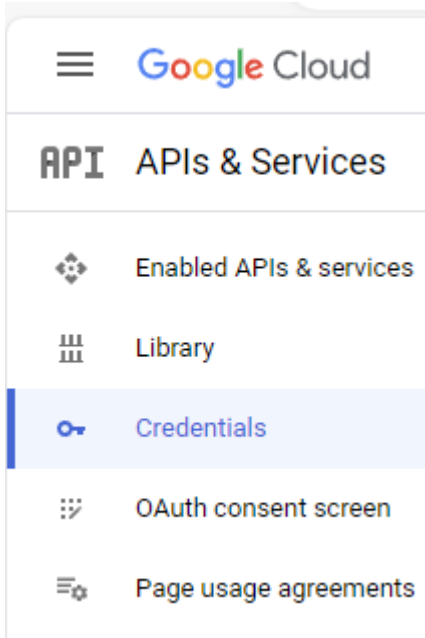 Google Cloud
API APIs & Services
Enabled APIs & services
Library
Credentials
OAuth consent screen
Page usage agreements